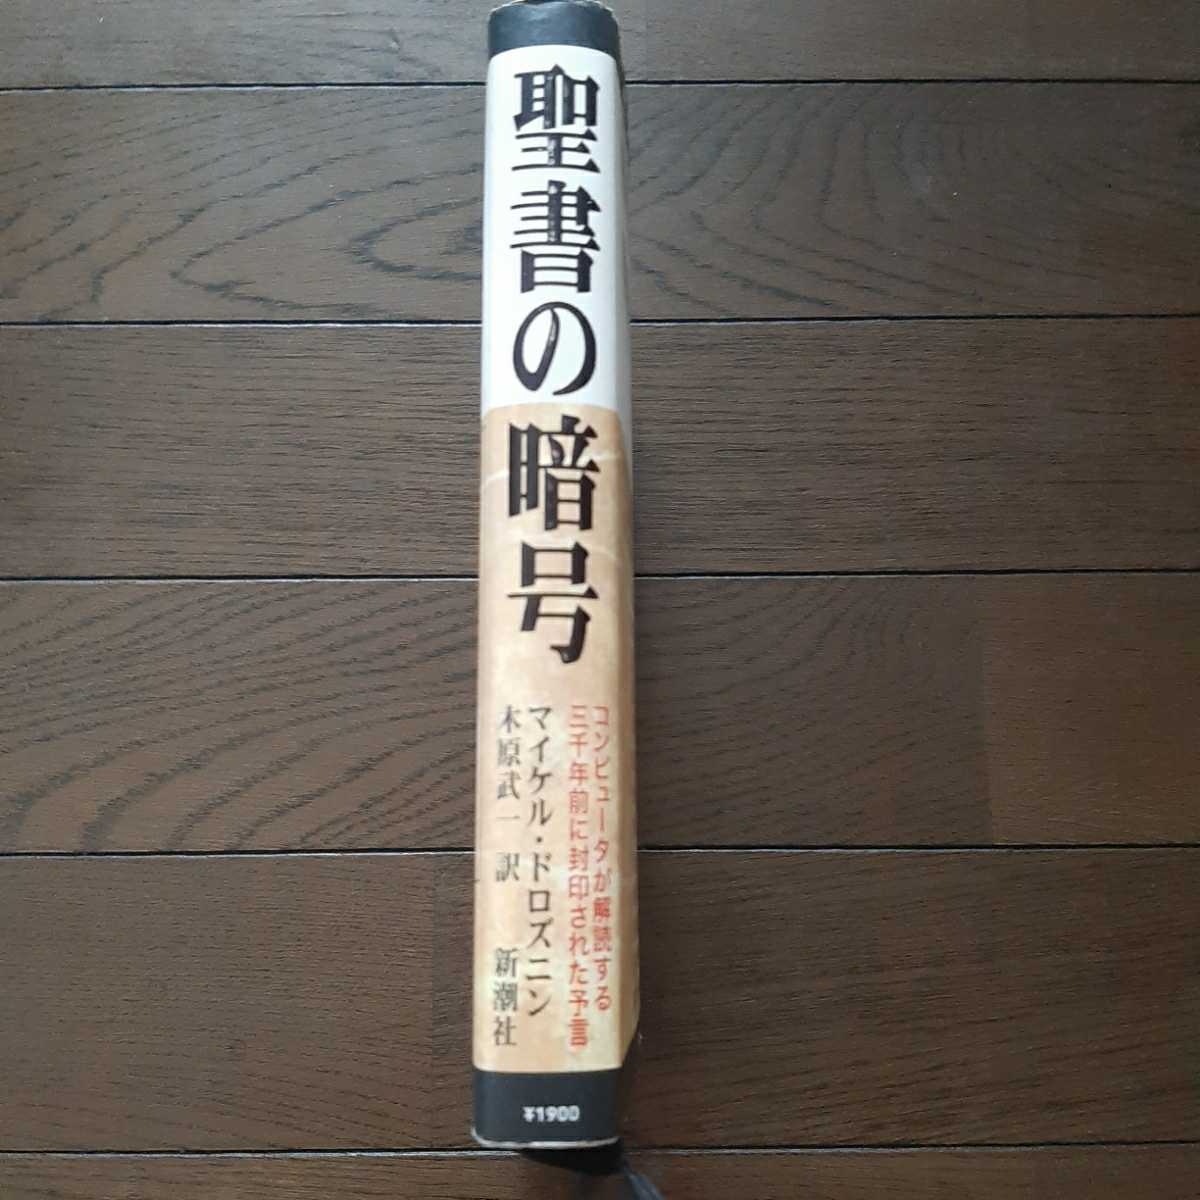 聖書の暗号
コンピュータが解読する
三千年前に封印された予言
マイケル・ドロズニン
木原武一 訳
新潮社
¥1900